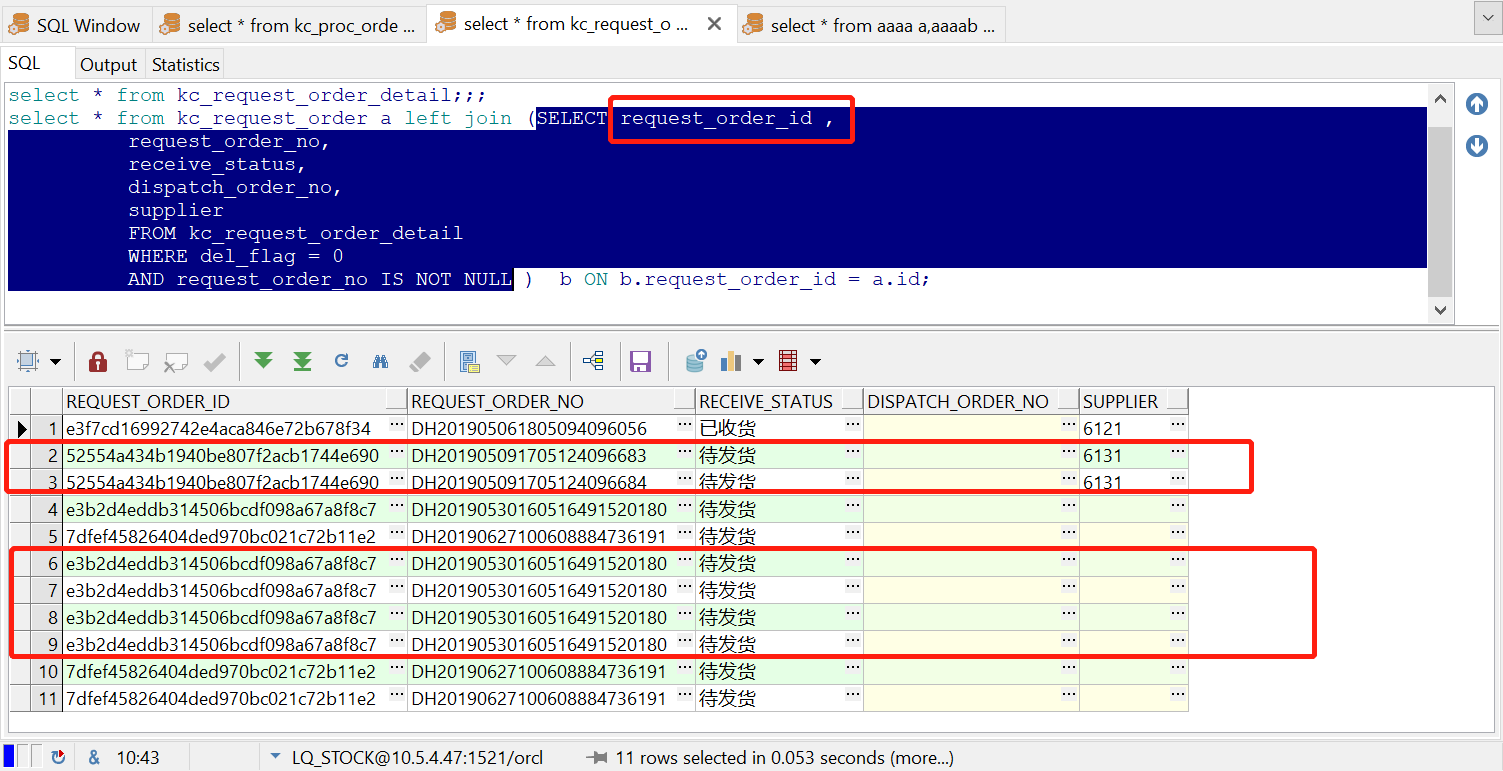 SQL Window select * from kc_proc_orde ... select * from kc_request_o ... select * from aaaa a,aaaab ...
SQL Output Statistics
select * from kc_request_order_detail;;;
select * from kc_request_order a left join (SELECT request_order_id ,
request_order_no,
receive_status,
dispatch_order_no,
supplier
FROM kc_request_order_detail
WHERE del_flag = 0
AND request_order_no IS NOT NULL ) b ON b.request_order_id = a.id;
REQUEST_ORDER_ID REQUEST_ORDER_NO RECEIVE_STATUS DISPATCH_ORDER_NO SUPPLIER
1 e3f7cd16992742e4aca846e72b678f34 ... DH201905061805094096056 ... 已收货 ... ... 6121 ...
2 52554a434b1940be807f2acb1744e690 ... DH201905091705124096683 ... 待发货 ... ... 6131 ...
3 52554a434b1940be807f2acb1744e690 ... DH201905091705124096684 ... 待发货 ... ... 6131 ...
4 e3b2d4eddb314506bcdf098a67a8f8c7 ... DH20190530160516491520180 ... 待发货 ... ... ...
5 7dfef45826404ded970bc021c72b11e2 ... DH20190627100608884736191 ... 待发货 ... ... ...
6 e3b2d4eddb314506bcdf098a67a8f8c7 ... DH20190530160516491520180 ... 待发货 ... ... ...
7 e3b2d4eddb314506bcdf098a67a8f8c7 ... DH20190530160516491520180 ... 待发货 ... ... ...
8 e3b2d4eddb314506bcdf098a67a8f8c7 ... DH20190530160516491520180 ... 待发货 ... ... ...
9 e3b2d4eddb314506bcdf098a67a8f8c7 ... DH20190530160516491520180 ... 待发货 ... ... ...
10 7dfef45826404ded970bc021c72b11e2 ... DH20190627100608884736191 ... 待发货 ... ... ...
11 7dfef45826404ded970bc021c72b11e2 ... DH20190627100608884736191 ... 待发货 ... ... ...
& 10:43 LQ_STOCK@10.5.4.47:1521/orcl 11 rows selected in 0.053 seconds (more...)